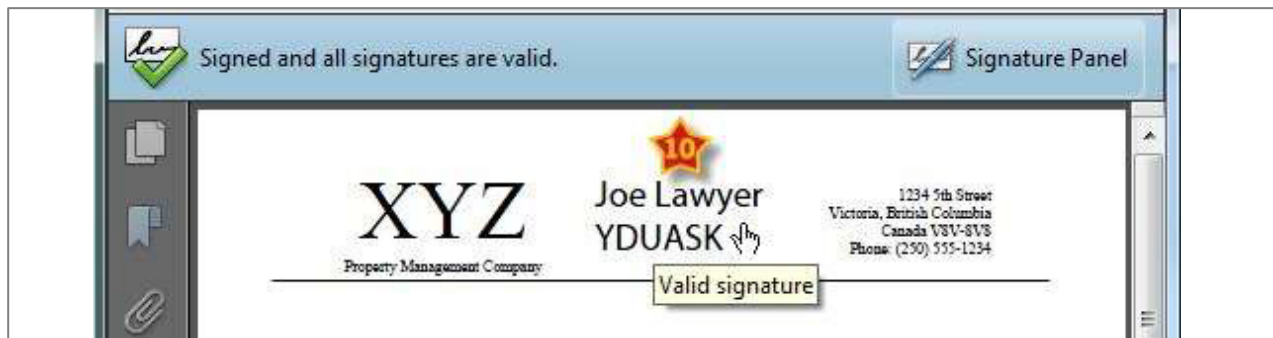 Signed and all signatures are valid.
Signature Panel
10
XYZ
Property Management Company
Joe Lawyer
YDUASK
Valid signature
1234 5th Street
Victoria, British Columbia
Canada V8V-8V8
Phone: (250) 555-1234